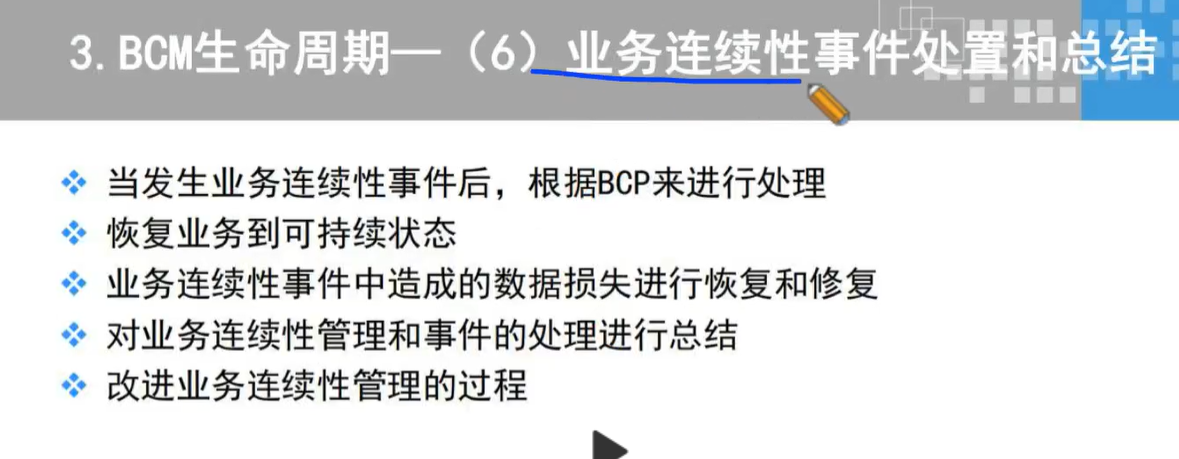 3.BCM生命周期—（6）业务连续性事件处置和总结
当发生业务连续性事件后，根据BCP来进行处理
恢复业务到可持续状态
业务连续性事件中造成的数据损失进行恢复和修复
对业务连续性管理和事件的处理进行总结
改进业务连续性管理的过程